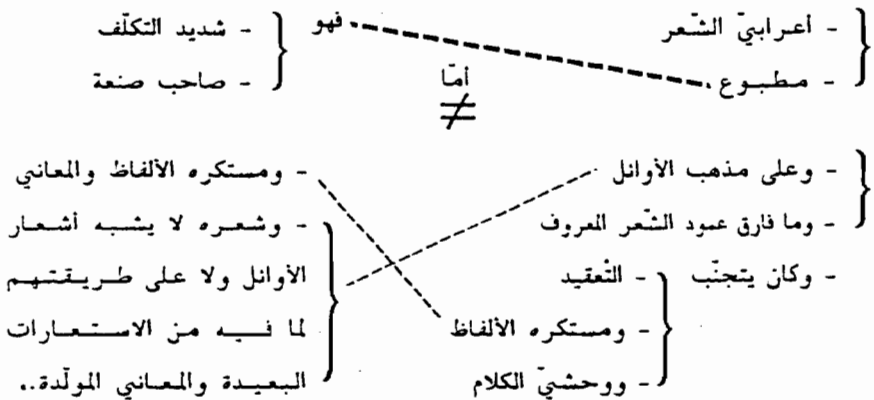 - أعرابيّ الشّعر
- مطبوع
فهو
- شديد التكلّف
- صاحب صنعة
أمّا
≠
- وعلى مذهب الأوائل
- وما فارق عمود الشّعر المعروف
- وكان يتجنّب - التّعقيد
- ومستكره الألفاظ
- ووحشيّ الكلام
- ومستكره الألفاظ والمعاني
- وشعره لا يشبه أشعار
الأوائل ولا على طريقتهم
لما فيه من الاستعارات
البعيدة والمعاني المولّدة..